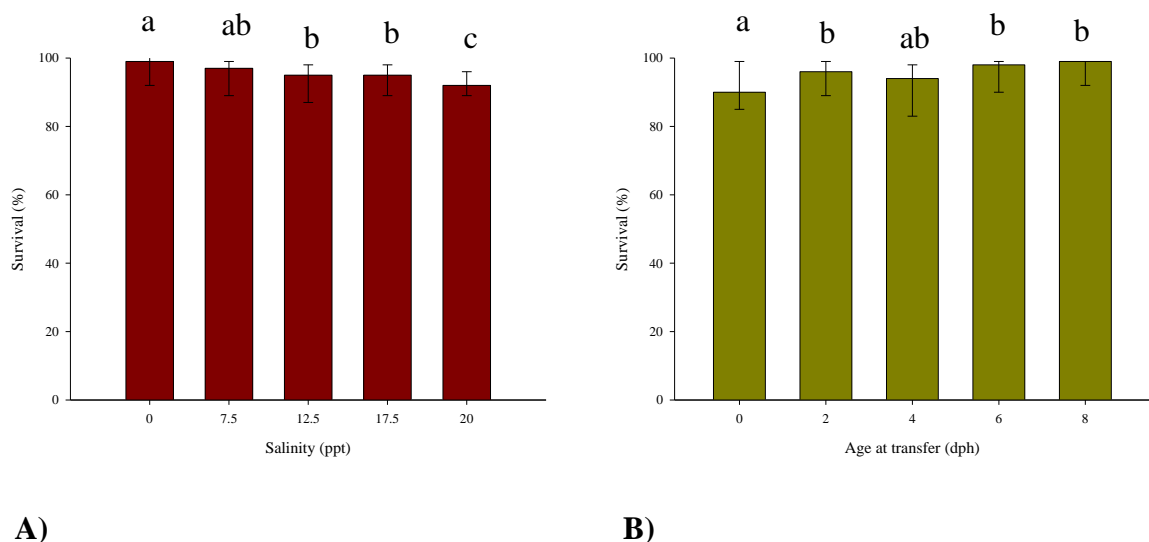 a ab b b c
100
80
60
40
20
0
Survival (%)
0 7.5 12.5 17.5 20
Salinity (ppt)
A)
a b ab b b
100
80
60
40
20
0
Survival (%)
0 2 4 6 8
Age at transfer (dph)
B)